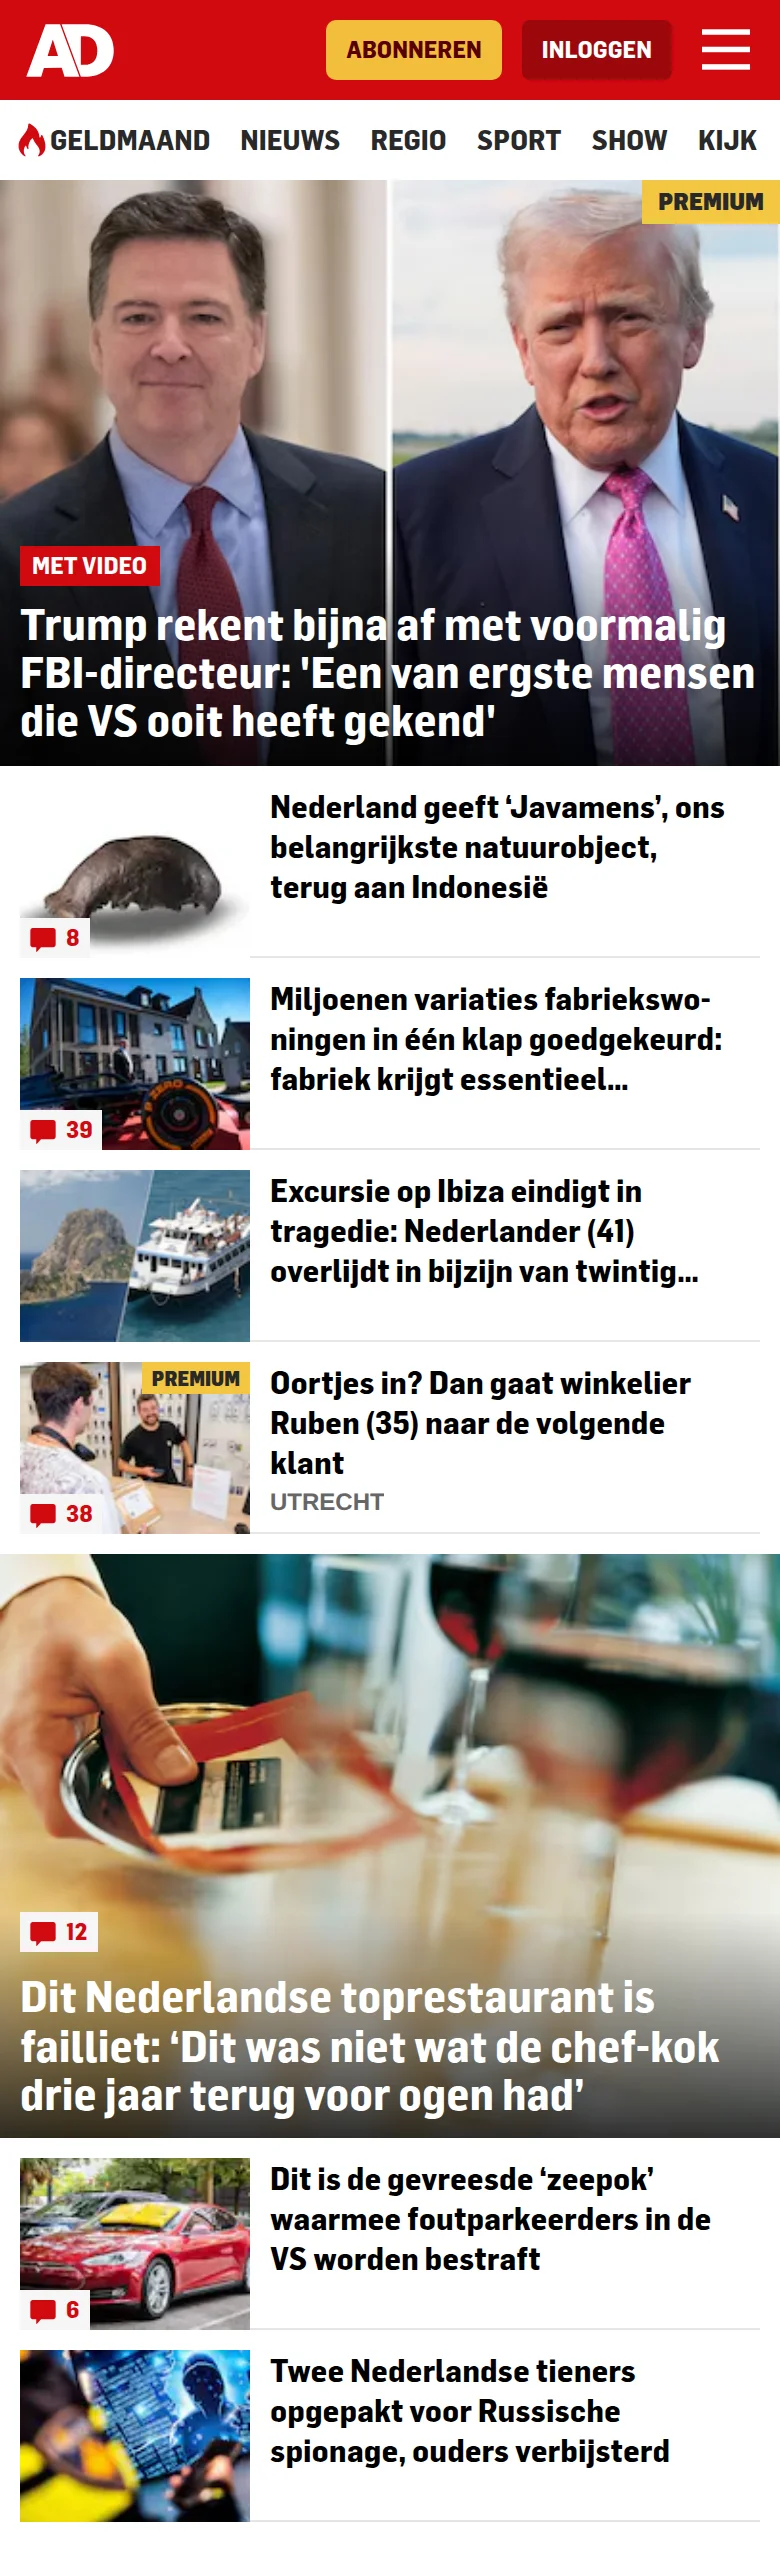 AD
ABONNEREN
INLOGGEN
GELDMAAND NIEUWS REGIO SPORT SHOW KIJK
PREMIUM
MET VIDEO
Trump rekent bijna af met voormalig
FBI-directeur: 'Een van ergste mensen
die VS ooit heeft gekend'
Nederland geeft ‘Javamens’, ons
belangrijkste natuurobject,
terug aan Indonesië
8
Miljoenen variaties fabriekswo-
ningen in één klap goedgekeurd:
fabriek krijgt essentieel...
P ZERO
39
Excursie op Ibiza eindigt in
tragedie: Nederlander (41)
overlijdt in bijzijn van twintig...
PREMIUM
Oortjes in? Dan gaat winkelier
Ruben (35) naar de volgende
klant
UTRECHT
38
12
Dit Nederlandse toprestaurant is
failliet: ‘Dit was niet wat de chef-kok
drie jaar terug voor ogen had’
Dit is de gevreesde ‘zeepok’
waarmee foutparkeerders in de
VS worden bestraft
6
Twee Nederlandse tieners
opgepakt voor Russische
spionage, ouders verbijsterd